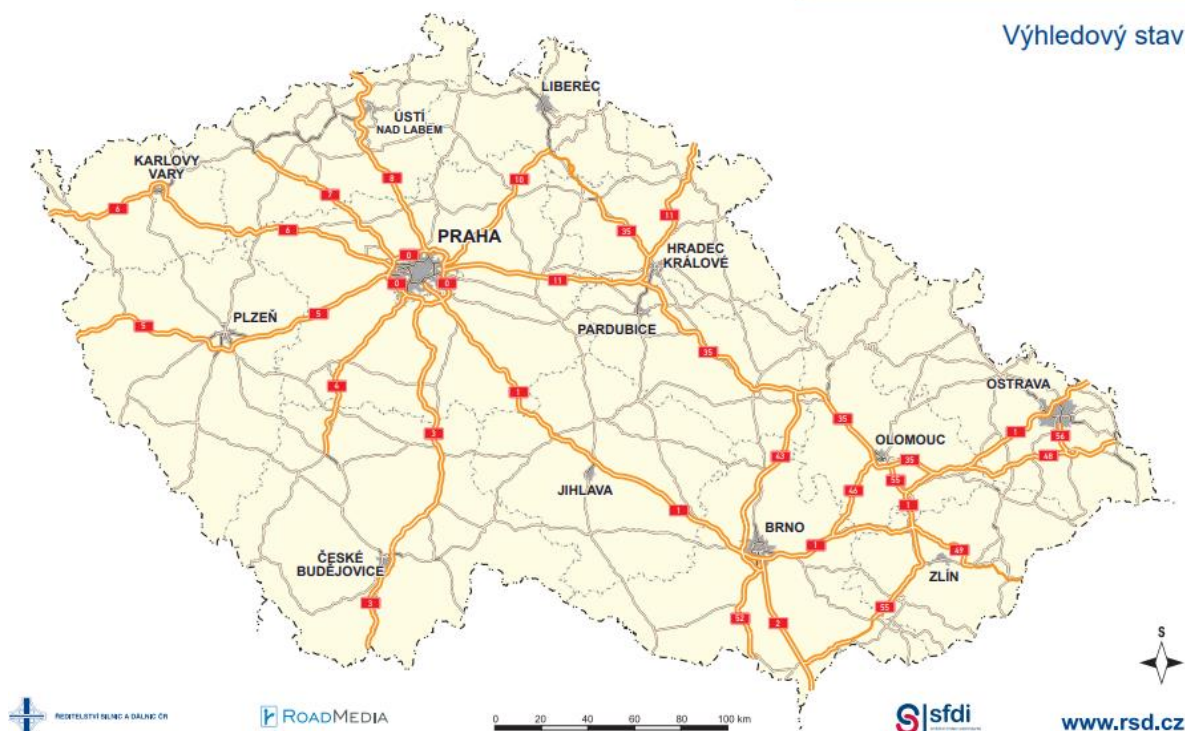 Výhledový stav
LIBEREC
ÚSTÍ
NAD LABEM
KARLOVY
VARY
8
7
10
6
6
PRAHA
0
0
0
11
35
HRADEC
KRÁLOVÉ
11
PLZEŇ
5
5
PARDUBICE
35
4
1
3
OSTRAVA
35
OLOMOUC
35
1
56
48
43
55
46
1
JIHLAVA
1
BRNO
1
49
ZLÍN
ČESKÉ
BUDĚJOVICE
3
52
2
55
S
ŘEDITELSTVÍ SILNIC A DÁLNIC ČR
ROADMEDIA
0 20 40 60 80 100 km
sfdi
www.rsd.cz